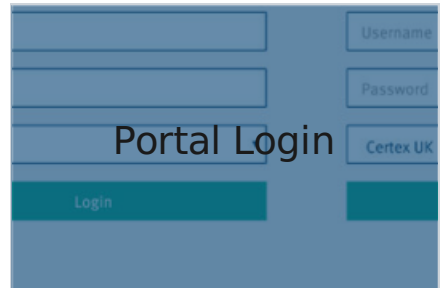 Username
Password
Portal Login
Certex UK
Login